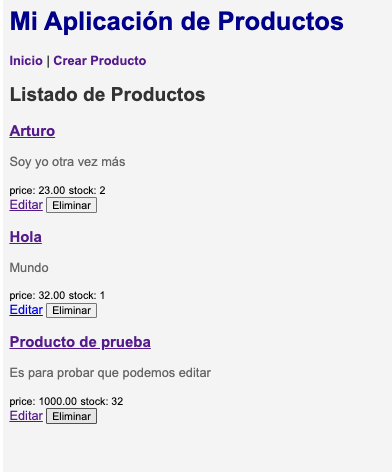 Mi Aplicación de Productos
Inicio | Crear Producto
Listado de Productos
Arturo
Soy yo otra vez más
price: 23.00 stock: 2
Editar Eliminar
Hola
Mundo
price: 32.00 stock: 1
Editar Eliminar
Producto de prueba
Es para probar que podemos editar
price: 1000.00 stock: 32
Editar Eliminar